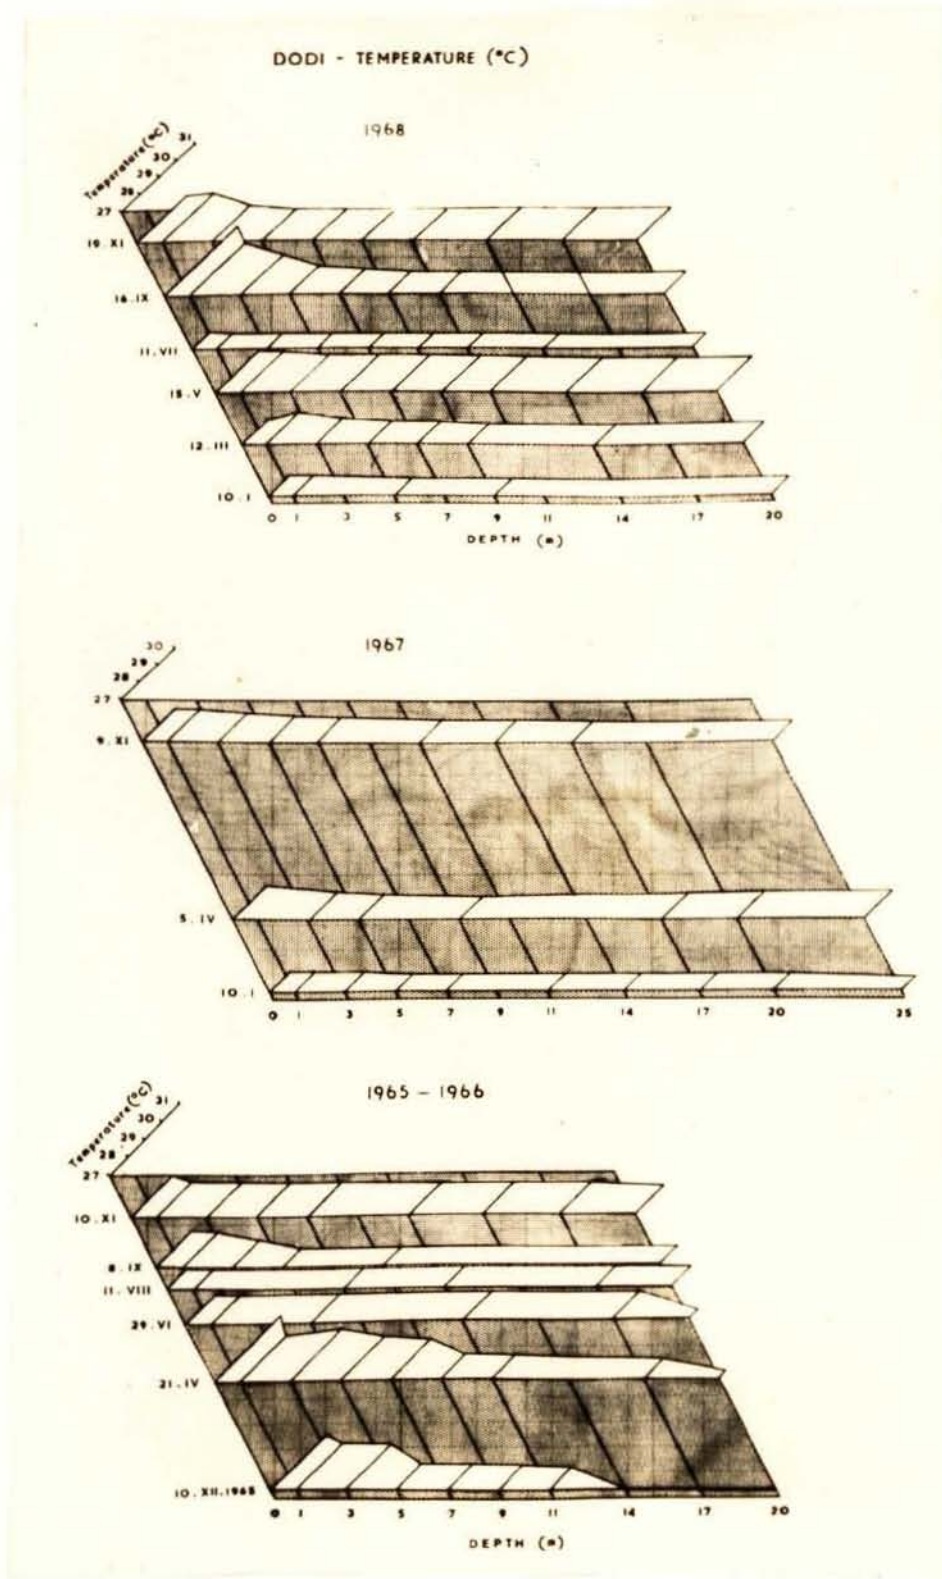 DODI - TEMPERATURE (°C)
1968
Temperature (°C)
31
30
29
28
27
19. XI
16. IX
11. VII
15. V
12. III
10. I
0 1 3 5 7 9 11 14 17 20
DEPTH (m)
1967
30
29
28
27
9. XI
5. IV
10. I
0 1 3 5 7 9 11 14 17 20 25
1965 - 1966
Temperature (°C)
31
30
29
28
27
10. XI
8. IX
11. VIII
29. VI
21. IV
10. XII. 1965
0 1 3 5 7 9 11 14 17 20
DEPTH (m)